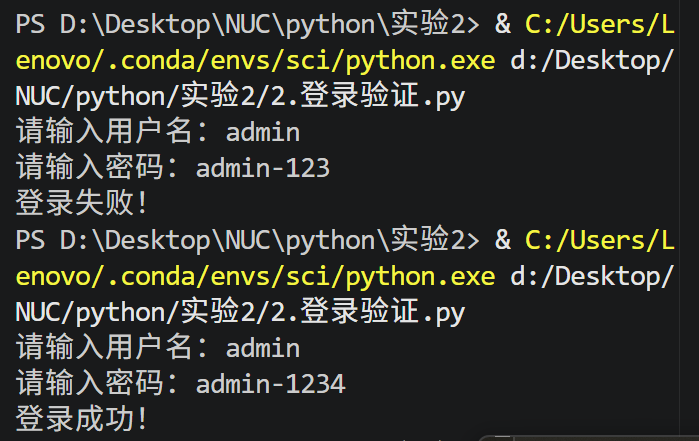 PS D:\Desktop\NUC\python\实验2> & C:/Users/L
enovo/.conda/envs/sci/python.exe d:/Desktop/
NUC/python/实验2/2.登录验证.py
请输入用户名: admin
请输入密码: admin-123
登录失败!
PS D:\Desktop\NUC\python\实验2> & C:/Users/L
enovo/.conda/envs/sci/python.exe d:/Desktop/
NUC/python/实验2/2.登录验证.py
请输入用户名: admin
请输入密码: admin-1234
登录成功!